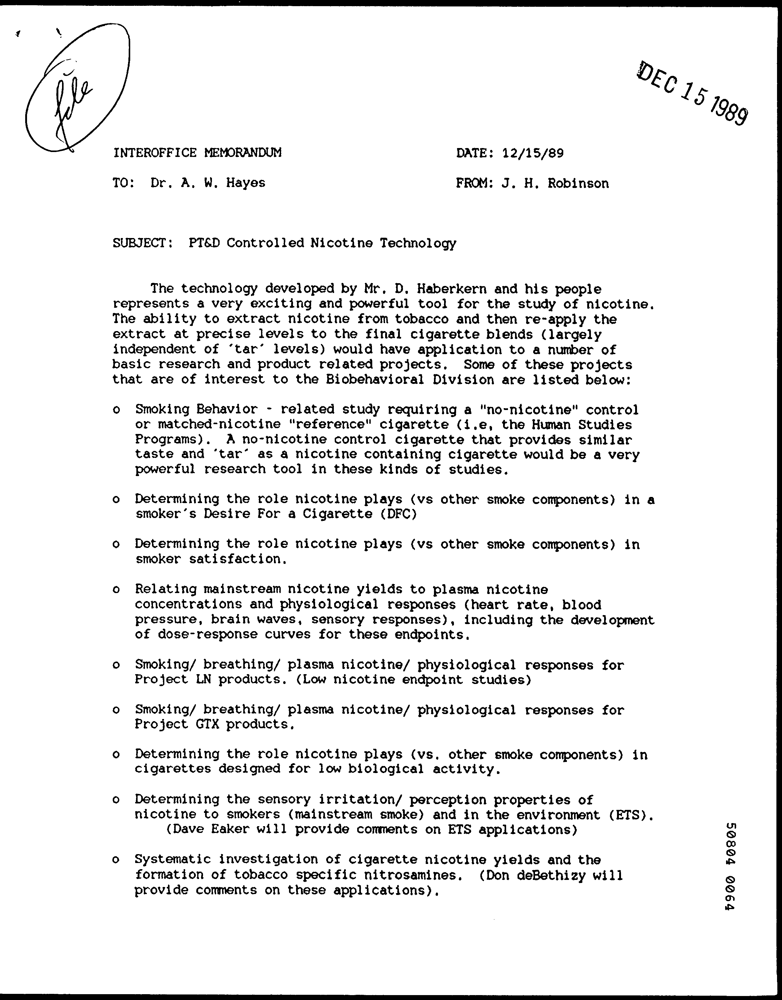 file
DEC 15 1989
INTEROFFICE MEMORANDUM DATE: 12/15/89
TO: Dr. A. W. Hayes FROM: J. H. Robinson
SUBJECT: PT&D Controlled Nicotine Technology
The technology developed by Mr. D. Haberkern and his people
represents a very exciting and powerful tool for the study of nicotine.
The ability to extract nicotine from tobacco and then re-apply the
extract at precise levels to the final cigarette blends (largely
independent of 'tar' levels) would have application to a number of
basic research and product related projects. Some of these projects
that are of interest to the Biobehavioral Division are listed below:
o Smoking Behavior - related study requiring a "no-nicotine" control
or matched-nicotine "reference" cigarette (i.e, the Human Studies
Programs). A no-nicotine control cigarette that provides similar
taste and 'tar' as a nicotine containing cigarette would be a very
powerful research tool in these kinds of studies.
o Determining the role nicotine plays (vs other smoke components) in a
smoker's Desire For a Cigarette (DFC)
o Determining the role nicotine plays (vs other smoke components) in
smoker satisfaction.
o Relating mainstream nicotine yields to plasma nicotine
concentrations and physiological responses (heart rate, blood
pressure, brain waves, sensory responses), including the development
of dose-response curves for these endpoints.
o Smoking/ breathing/ plasma nicotine/ physiological responses for
Project LN products. (Low nicotine endpoint studies)
o Smoking/ breathing/ plasma nicotine/ physiological responses for
Project GTX products.
o Determining the role nicotine plays (vs. other smoke components) in
cigarettes designed for low biological activity.
o Determining the sensory irritation/ perception properties of
nicotine to smokers (mainstream smoke) and in the environment (ETS).
(Dave Eaker will provide comments on ETS applications)
o Systematic investigation of cigarette nicotine yields and the
formation of tobacco specific nitrosamines. (Don deBethizy will
provide comments on these applications).
50804 0064